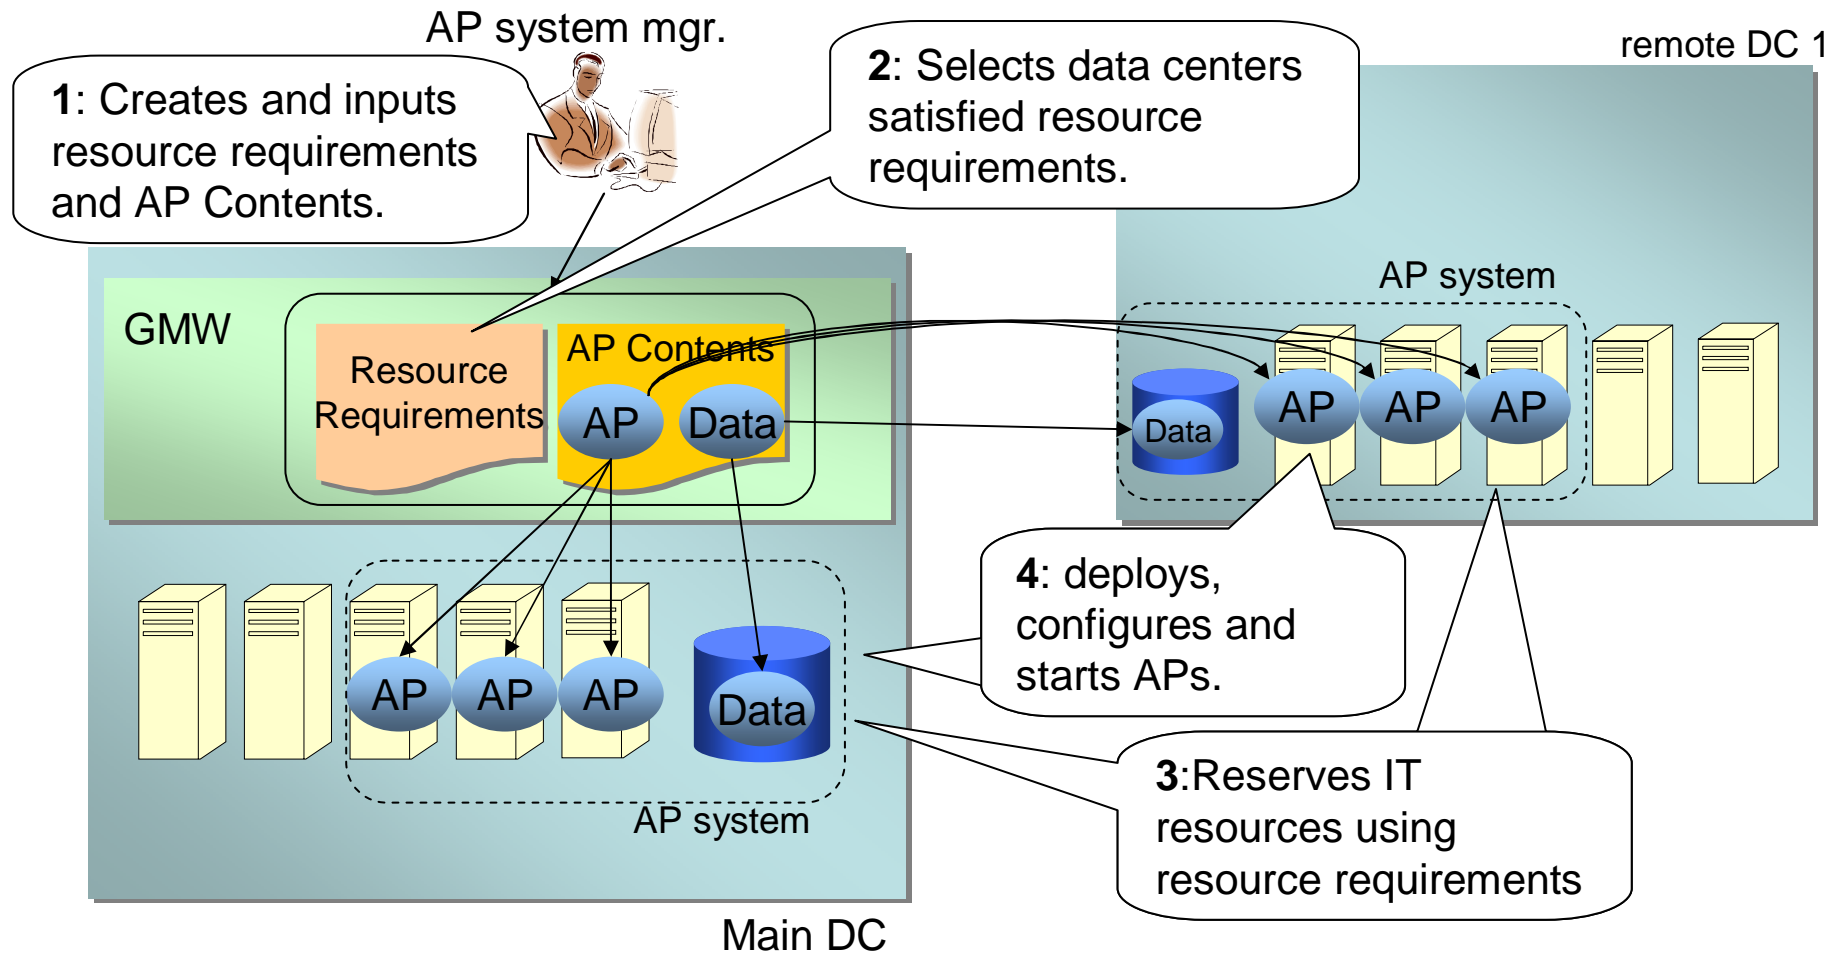 AP system mgr.
remote DC 1
1: Creates and inputs
resource requirements
and AP Contents.
2: Selects data centers
satisfied resource
requirements.
GMW
Resource
Requirements
AP Contents
AP
Data
AP system
Data
AP
AP
AP
4: deploys,
configures and
starts APs.
AP
AP
AP
Data
AP system
3:Reserves IT
resources using
resource requirements
Main DC